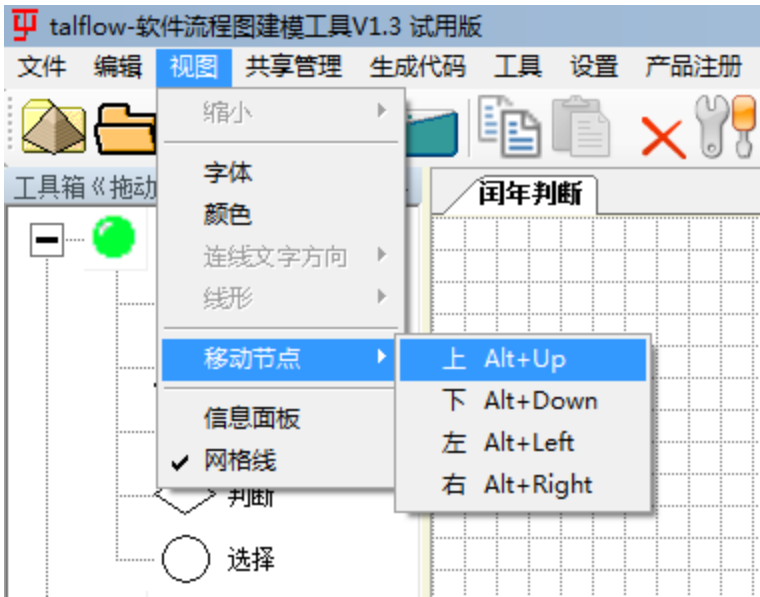 talflow-软件流程图建模工具V1.3 试用版
文件 编辑 视图 共享管理 生成代码 工具 设置 产品注册
缩小
字体
颜色
连线文字方向
线形
移动节点
信息面板
网格线
上 Alt+Up
下 Alt+Down
左 Alt+Left
右 Alt+Right
工具箱《拖动
闰年判断
判断
选择